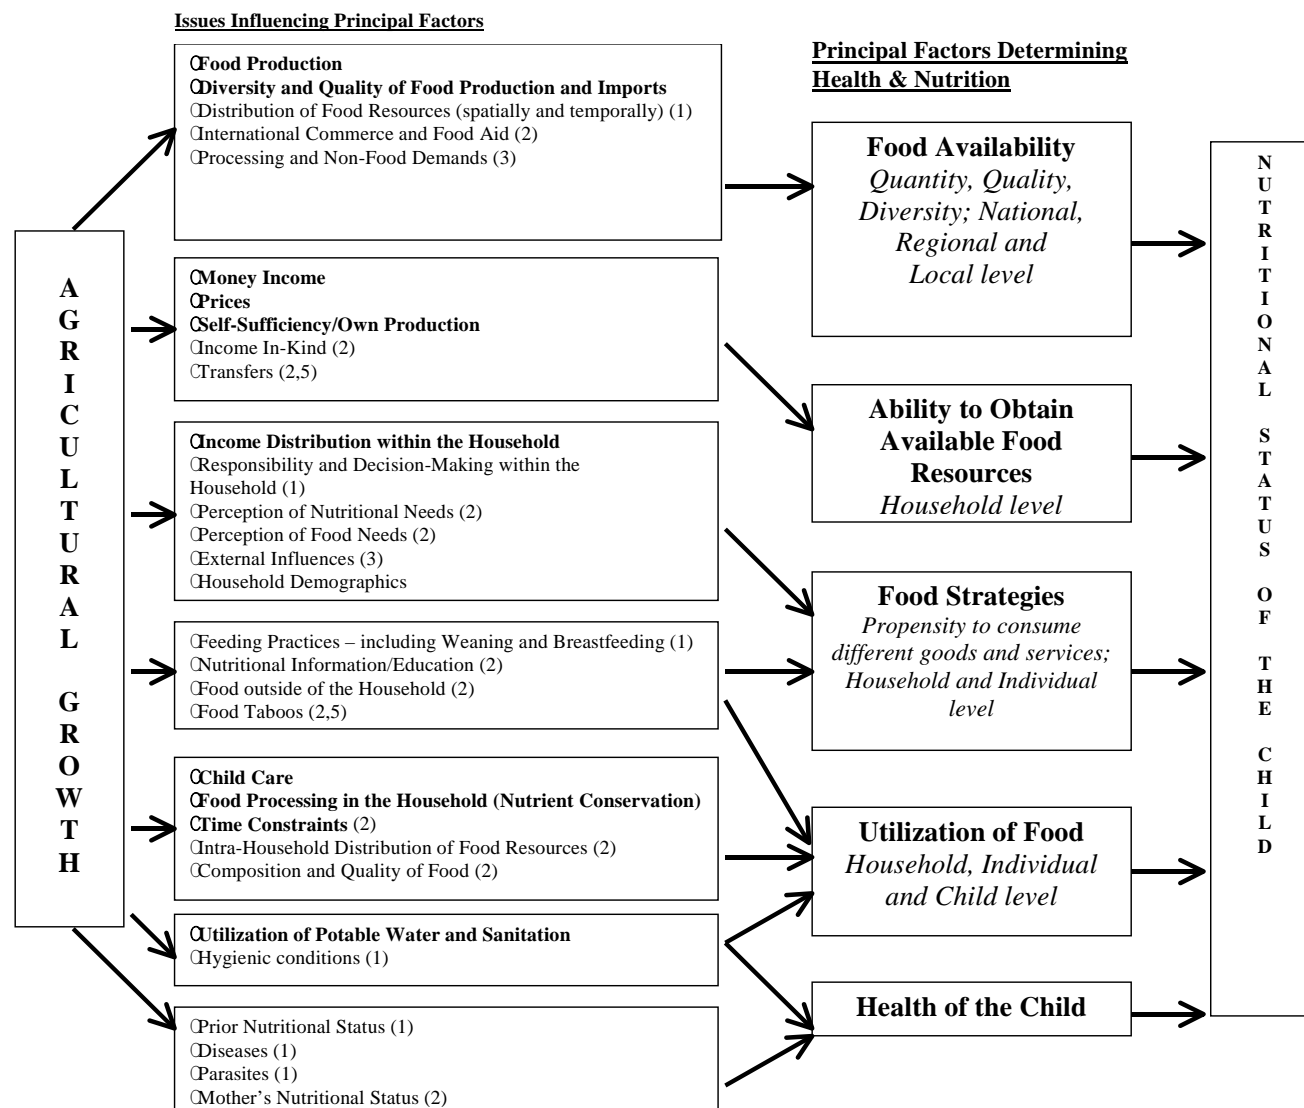 Issues Influencing Principal Factors
Food Production
Diversity and Quality of Food Production and Imports
Distribution of Food Resources (spatially and temporally) (1)
International Commerce and Food Aid (2)
Processing and Non-Food Demands (3)
Money Income
Prices
Self-Sufficiency/Own Production
Income In-Kind (2)
Transfers (2,5)
Income Distribution within the Household
Responsibility and Decision-Making within the
Household (1)
Perception of Nutritional Needs (2)
Perception of Food Needs (2)
External Influences (3)
Household Demographics
Feeding Practices – including Weaning and Breastfeeding (1)
Nutritional Information/Education (2)
Food outside of the Household (2)
Food Taboos (2,5)
Child Care
Food Processing in the Household (Nutrient Conservation)
Time Constraints (2)
Intra-Household Distribution of Food Resources (2)
Composition and Quality of Food (2)
Utilization of Potable Water and Sanitation
Hygienic conditions (1)
Prior Nutritional Status (1)
Diseases (1)
Parasites (1)
Mother's Nutritional Status (2)
AGRICULTURAL GROWTH
Principal Factors Determining
Health & Nutrition
Food Availability
Quantity, Quality,
Diversity; National,
Regional and
Local level
Ability to Obtain
Available Food
Resources
Household level
Food Strategies
Propensity to consume
different goods and services;
Household and Individual
level
Utilization of Food
Household, Individual
and Child level
Health of the Child
NUTRITIONAL STATUS OF THE CHILD